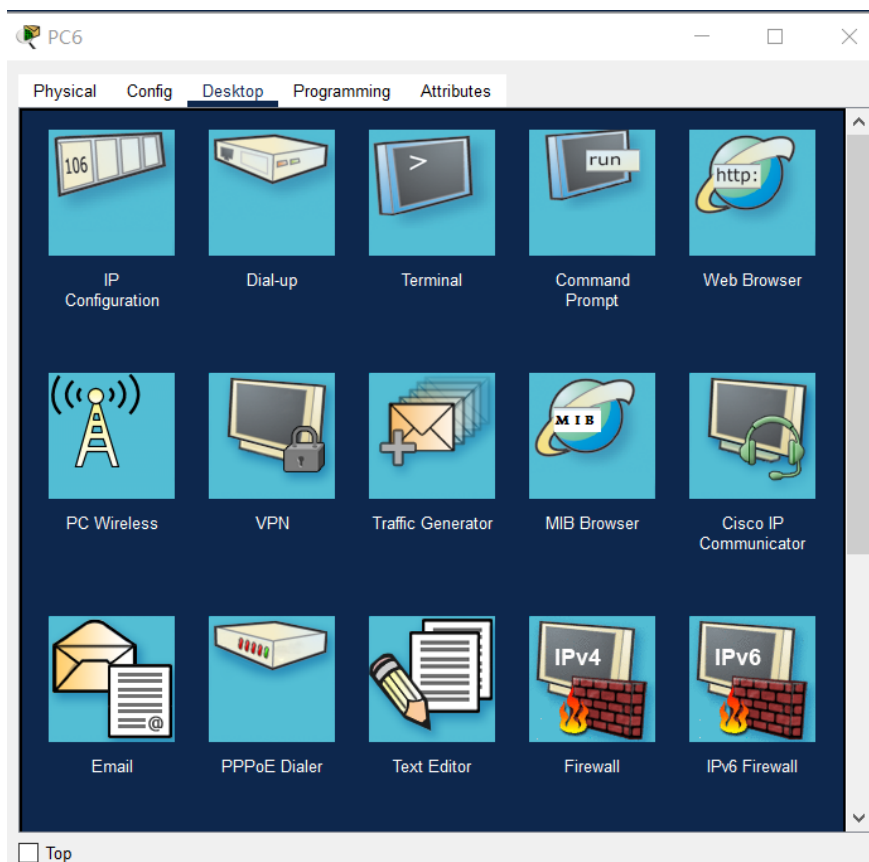 PC6
Physical Config Desktop Programming Attributes
106
>
run
http:
IP
Configuration
Dial-up
Terminal
Command
Prompt
Web Browser
MIB
PC Wireless
VPN
Traffic Generator
MIB Browser
Cisco IP
Communicator
@
IPv4
IPv6
Email
PPPoE Dialer
Text Editor
Firewall
IPv6 Firewall
Top